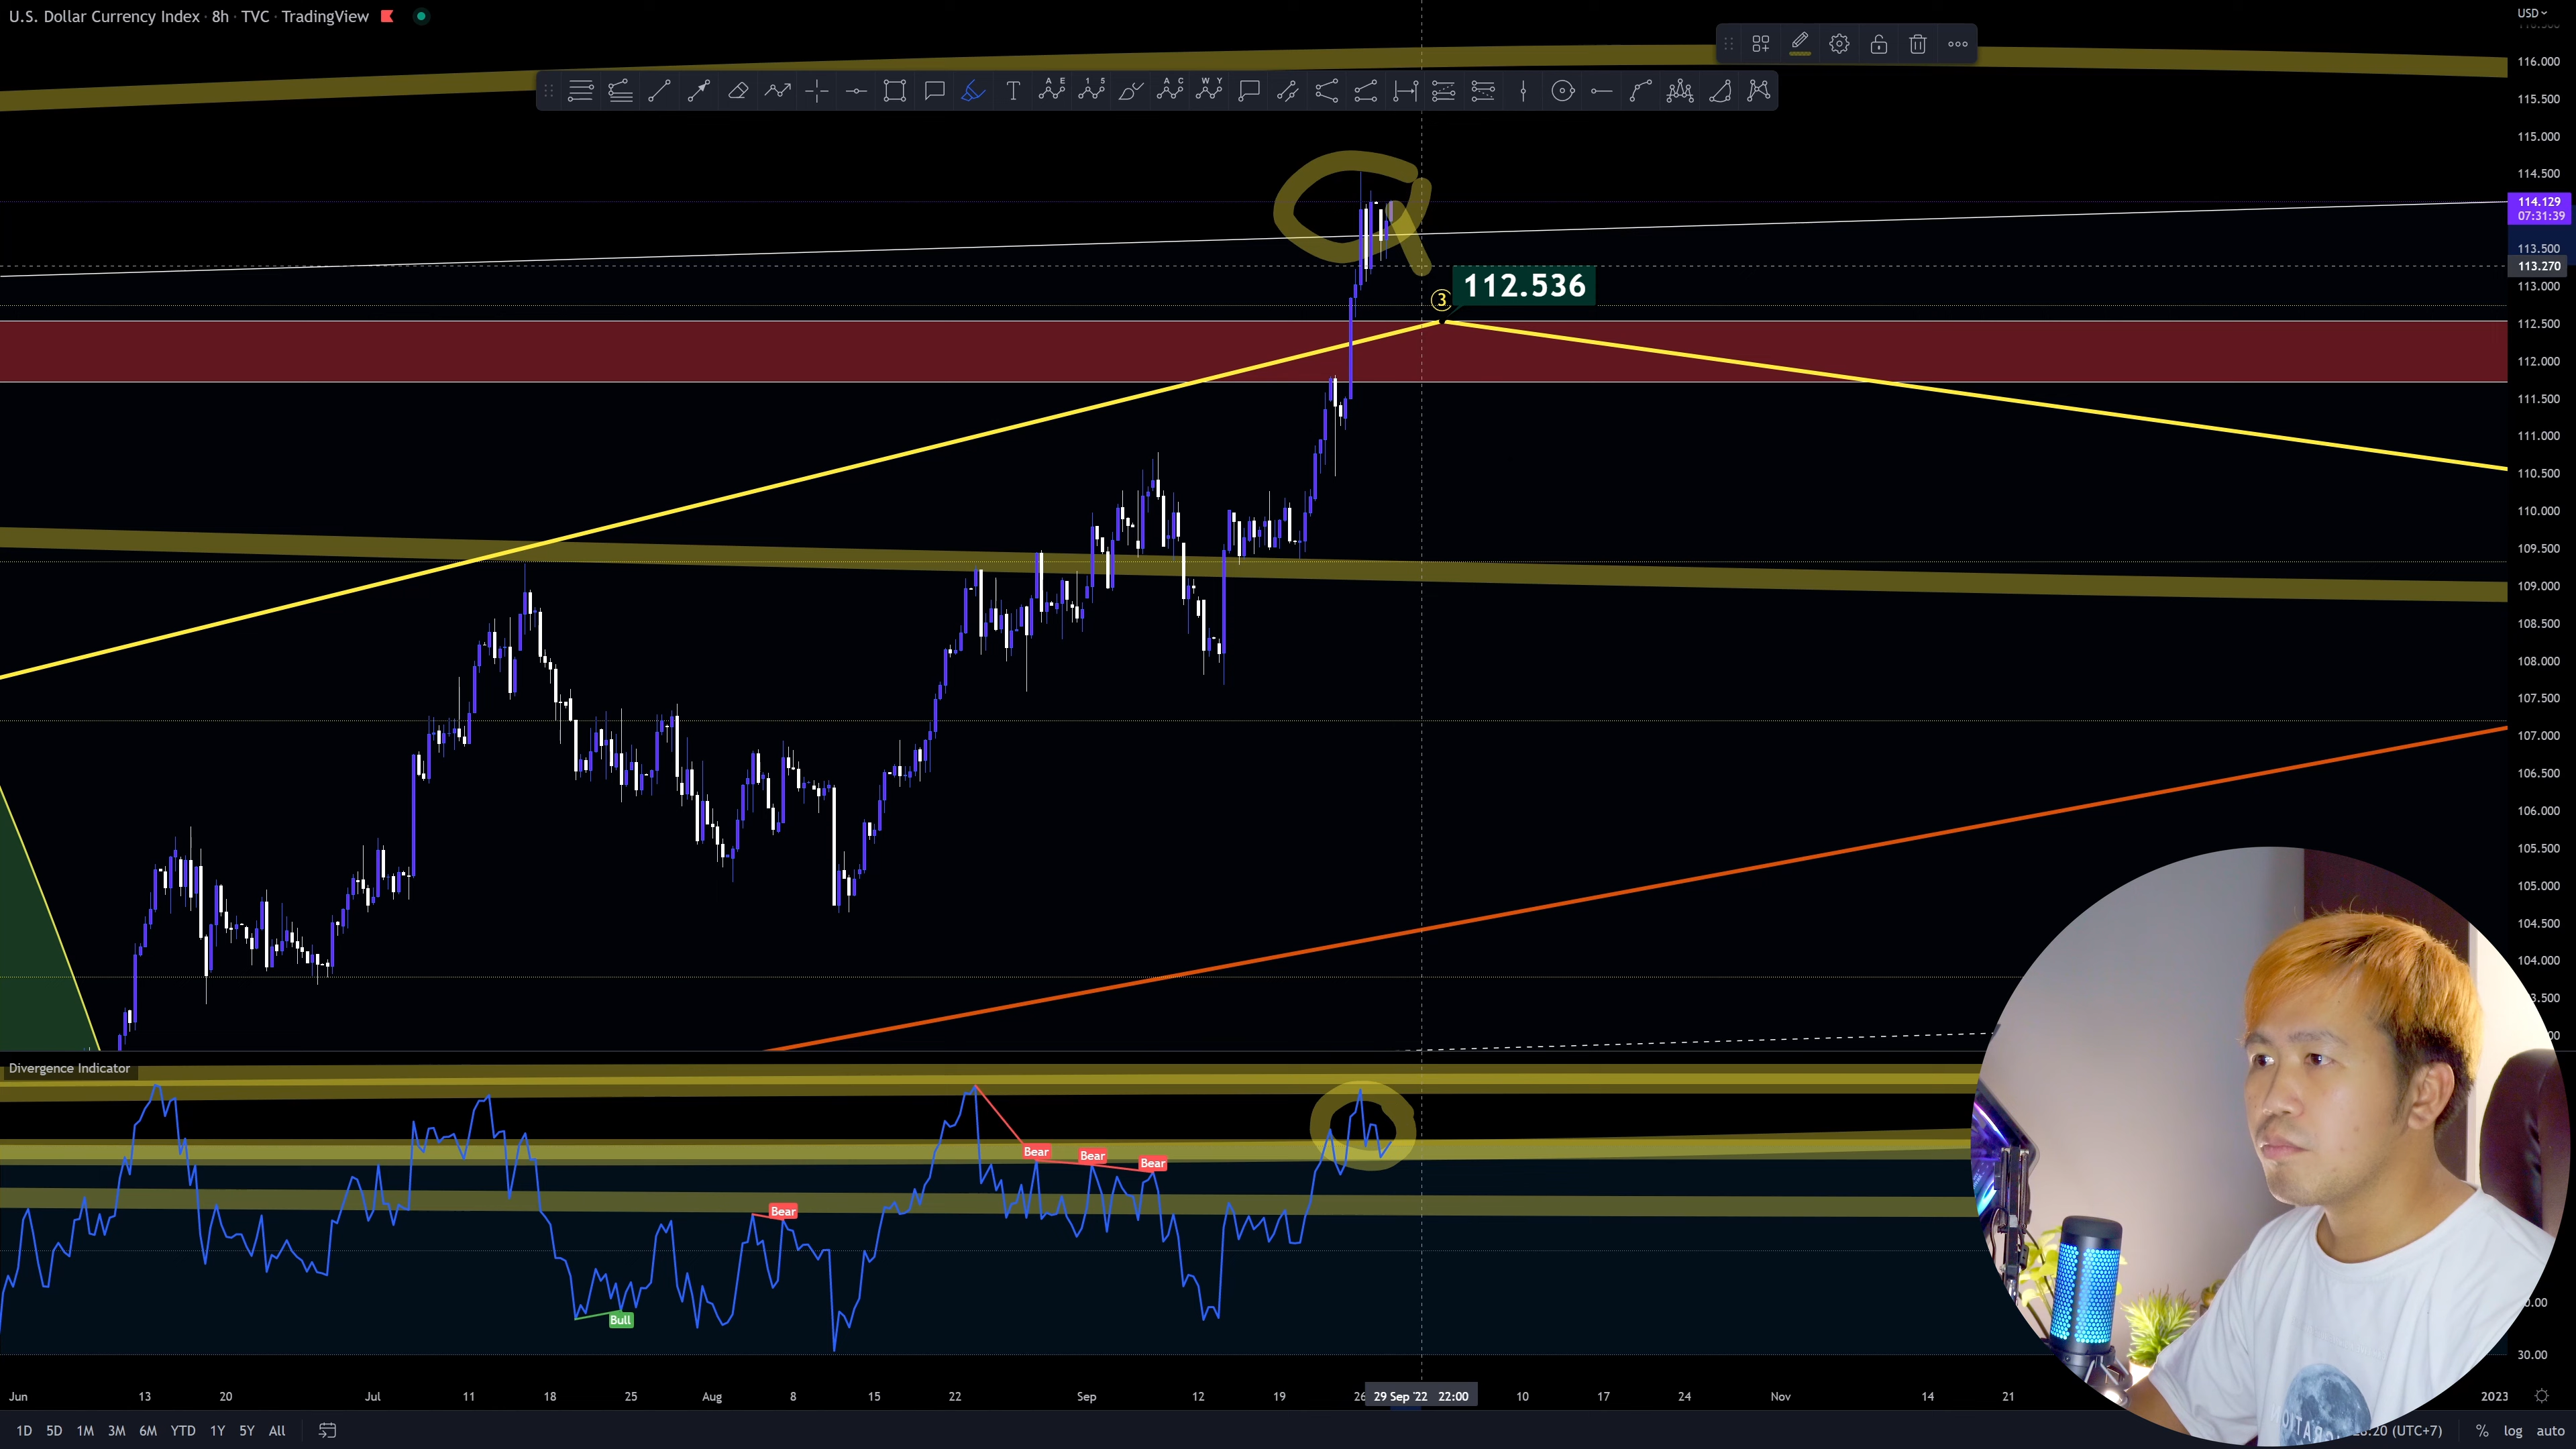 U.S. Dollar Currency Index · 8h · TVC · TradingView
USD
116.000
115.500
115.000
114.500
114.129
07:31:39
113.500
113.270
113.000
112.500
112.000
111.500
111.000
110.500
110.000
109.500
109.000
108.500
108.000
107.500
107.000
106.500
106.000
105.500
105.000
104.500
104.000
3.500
3
112.536
Divergence Indicator
Bear
Bear
Bear
Bear
Bull
30.00
Jun 13 20 Jul 11 18 25 Aug 8 15 22 Sep 12 19 26 29 Sep '22 22:00 10 17 24 Nov 14 21 2023
1D 5D 1M 3M 6M YTD 1Y 5Y All
:20 (UTC+7) % log auto